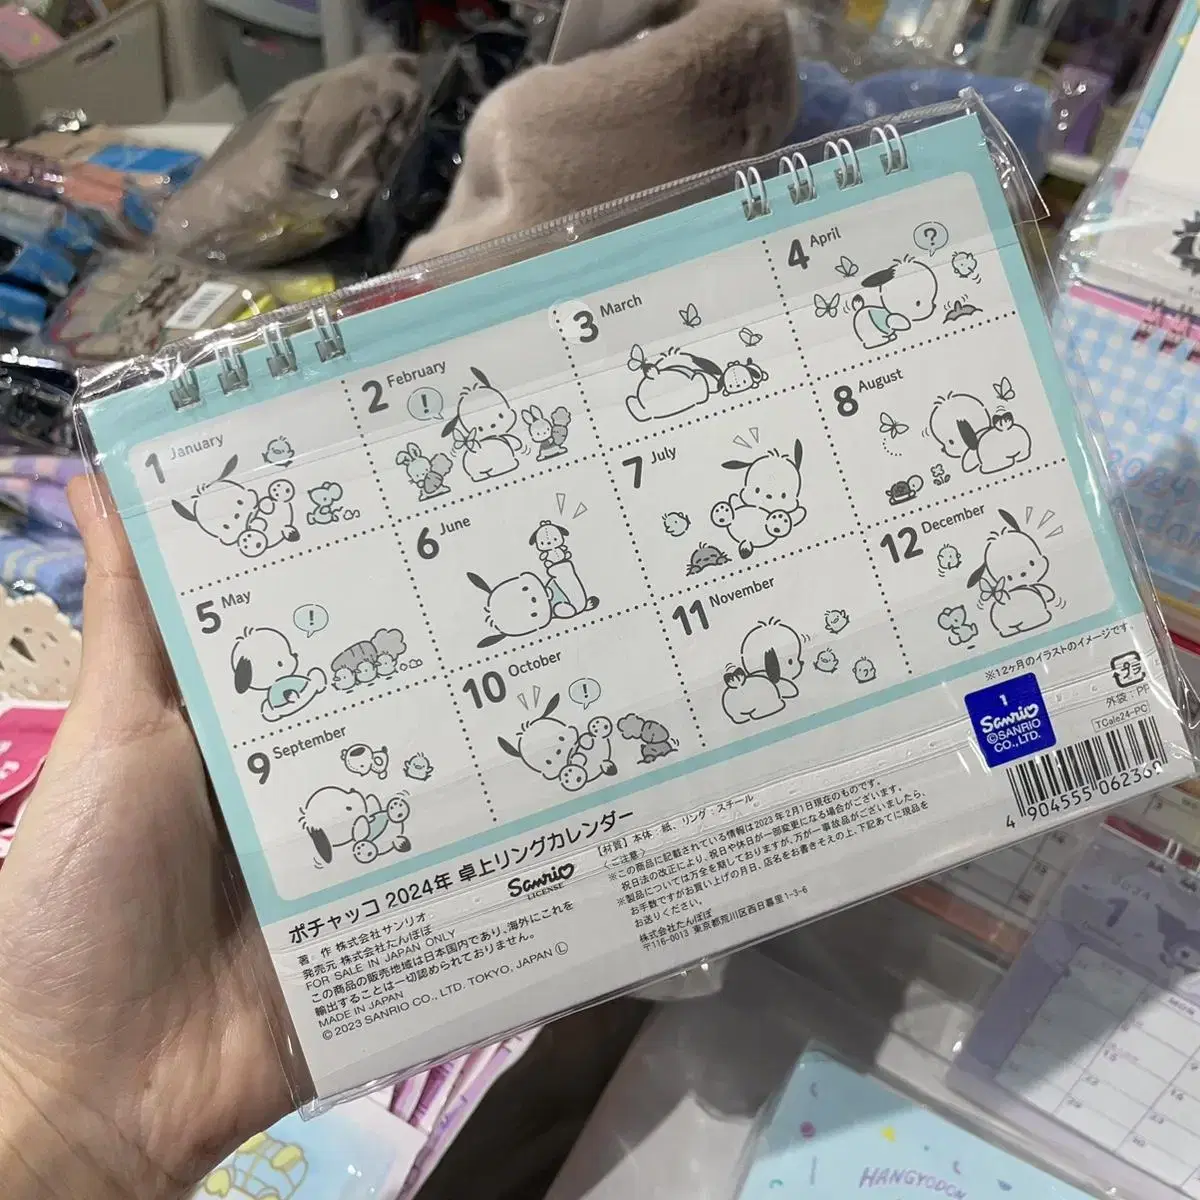 1 January
2 February
!
3 March
4 April
?
5 May
!
6 June
7 July
8 August
9 September
10 October
!
11 November
12 December
※12ヶ月のイラストのイメージです。
ポチャッコ 2024年 卓上リングカレンダー
著 作 株式会社サンリオ
発売元 株式会社たんぽぽ
FOR SALE IN JAPAN ONLY
この商品の販売地域は日本国内であり、海外にこれを
輸出することは一切認められておりません。
MADE IN JAPAN
© 2023 SANRIO CO., LTD. TOKYO, JAPAN Ⓛ
Sanrio
LICENSE
【材質】本体:紙、リング:スチール
<ご注意>
※この商品に記載されている情報は2023年2月1日現在のものです。
祝日法の改正により、祝日や休日が一部変更になる場合がございます。
※製品については万全を期しておりますが、万が一事故品がございましたら、
お手数ですがお買い上げの月日、店名をお書きそえの上、下記あてに現品を
お送りください。
株式会社たんぽぽ
〒116-0013 東京都荒川区西日暮里1-3-6
1
Sanrio
©SANRIO
CO., LTD.
プラ
外袋:PP
TCale24-PC
4 904555 062369
2024
HANGYODON